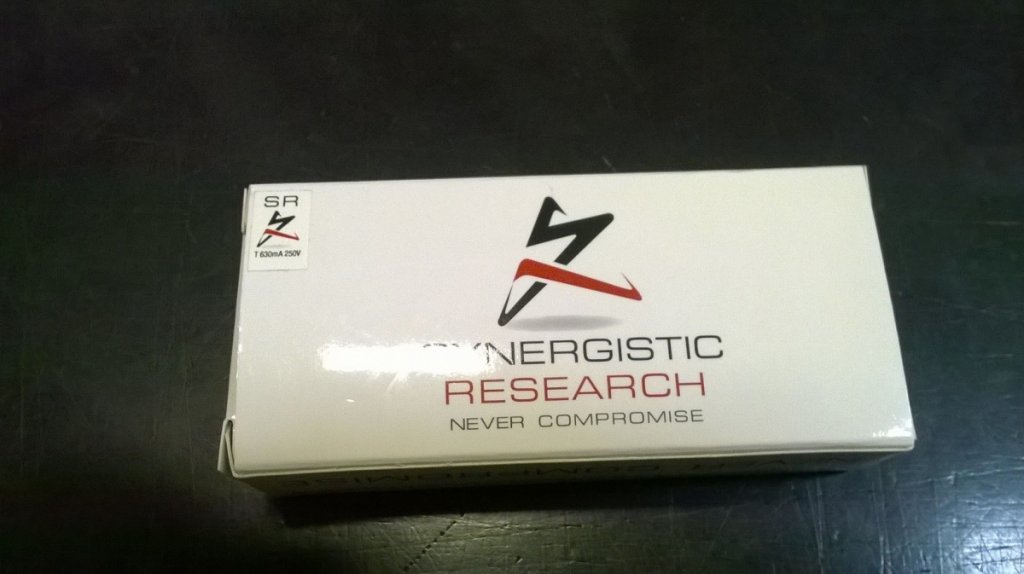 SR
T 630mA 250V
SYNERGISTIC
RESEARCH
NEVER COMPROMISE